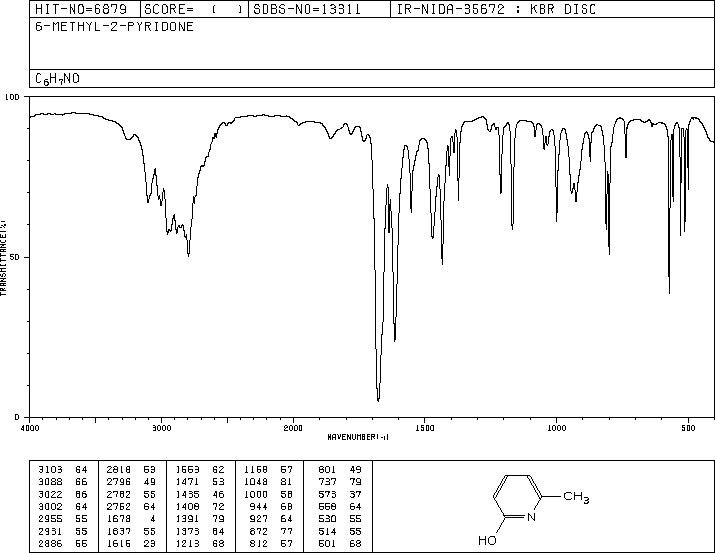 HIT-NO=6879 SCORE= ( ) SDBS-NO=13311 IR-NIDA-35672 : KBR DISC
6-METHYL-2-PYRIDONE
C6H7NO
100
50
0
TRANSMITTANCE(%)
4000 3000 2000 1500 1000 500
WAVENUMBER(-1)
3103 64 2818 53 1553 62 1168 57 801 49
3088 66 2796 49 1471 53 1048 81 737 79
3022 66 2782 55 1435 46 1000 58 573 37
3002 64 2752 64 1408 72 944 68 558 64
2955 55 1678 4 1391 79 927 64 530 55
2931 55 1637 55 1373 64 872 77 514 55
2886 55 1616 23 1213 68 812 57 501 68
CH3
N
HO